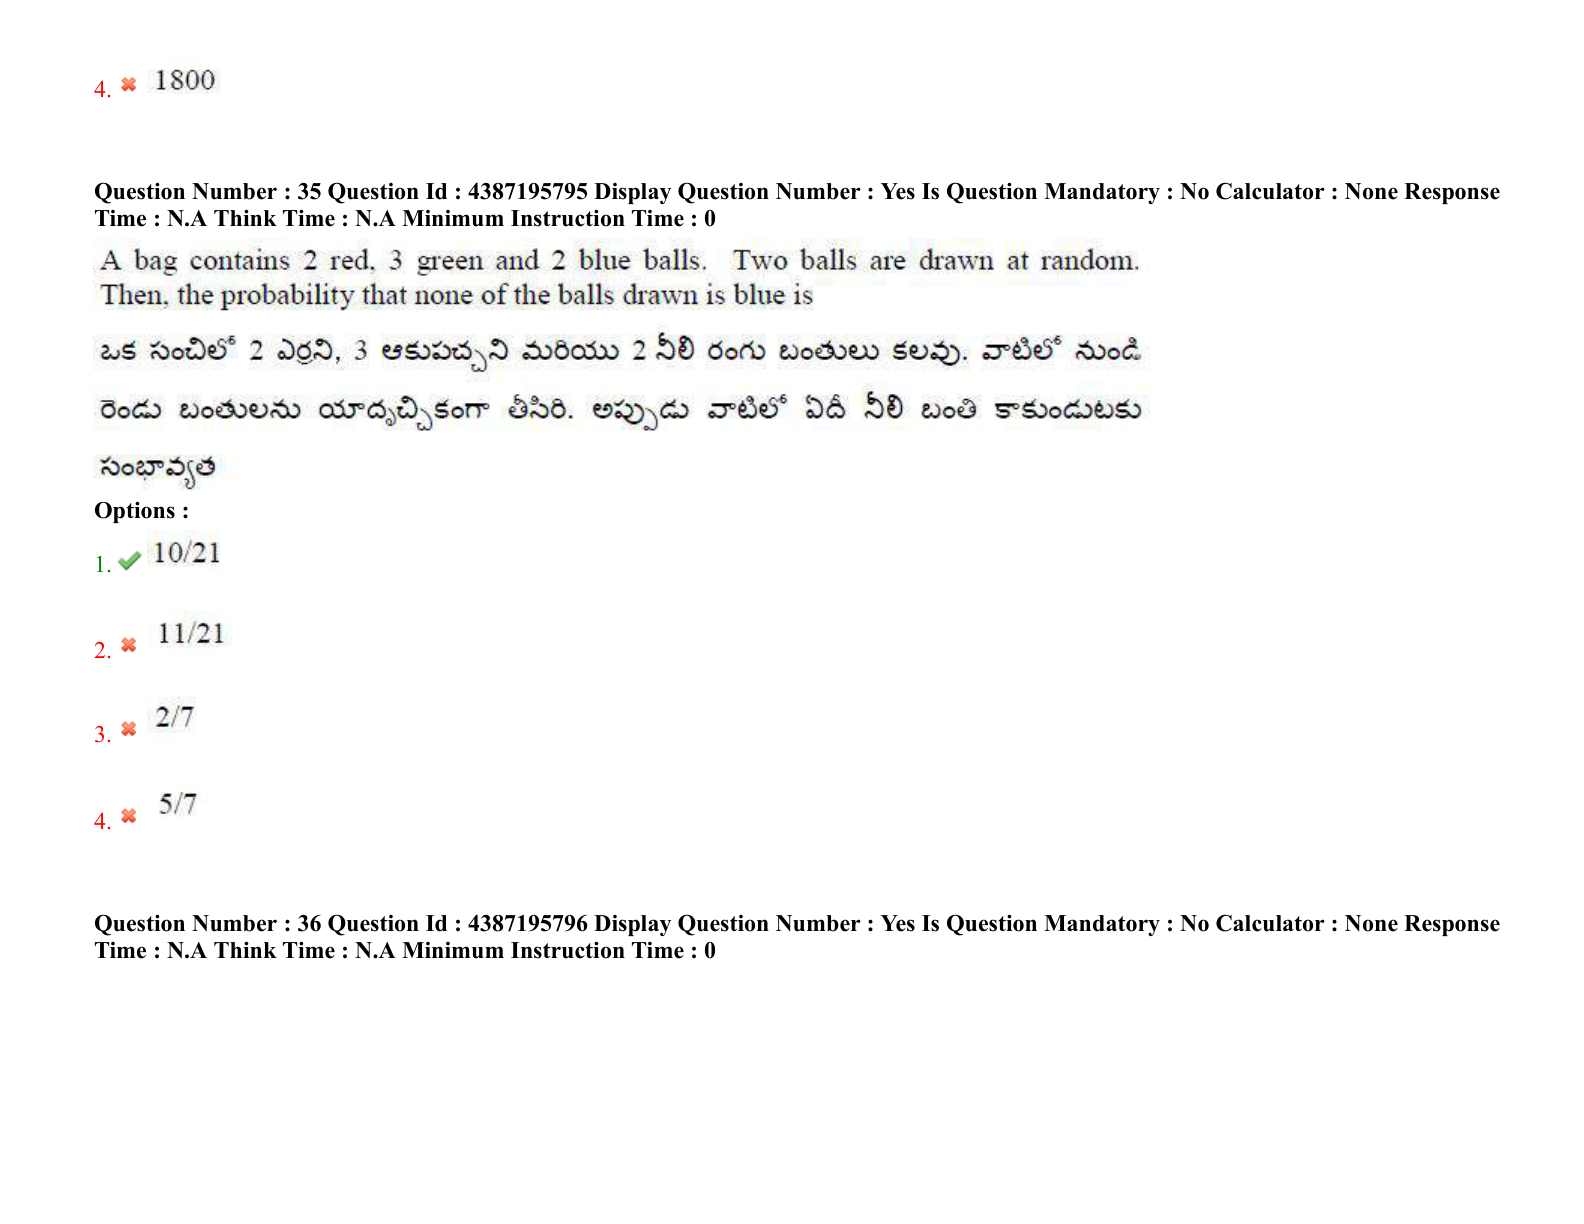 4. 1800
Question Number : 35 Question Id : 4387195795 Display Question Number : Yes Is Question Mandatory : No Calculator : None Response
Time : N.A Think Time : N.A Minimum Instruction Time : 0
A bag contains 2 red, 3 green and 2 blue balls. Two balls are drawn at random.
Then, the probability that none of the balls drawn is blue is
ఒక సంచిలో 2 ఎర్రని, 3 ఆకుపచ్చని మరియు 2 నీలి రంగు బంతులు కలవు. వాటిలో నుండి
రెండు బంతులను యాదృచ్ఛికంగా తీసిరి. అప్పుడు వాటిలో ఏదీ నీలి బంతి కాకుండుటకు
సంభావ్యత
Options :
1. 10/21
2. 11/21
3. 2/7
4. 5/7
Question Number : 36 Question Id : 4387195796 Display Question Number : Yes Is Question Mandatory : No Calculator : None Response
Time : N.A Think Time : N.A Minimum Instruction Time : 0